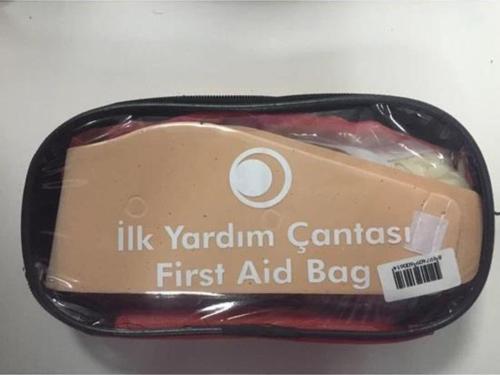 İlk Yardım Çantası
First Aid Bag